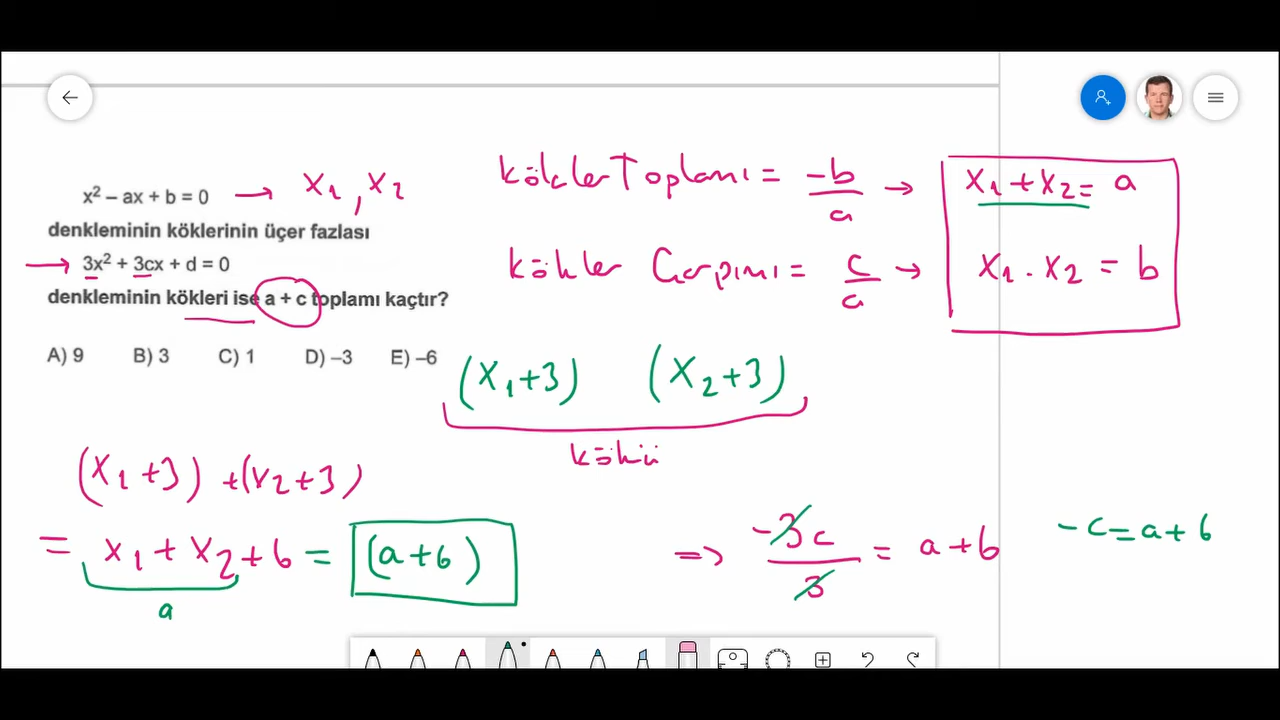 x² – ax + b = 0 → x₁, x₂
denkleminin köklerinin üçer fazlası
→ 3x² + 3cx + d = 0
denkleminin kökleri ise a + c toplamı kaçtır?
A) 9 B) 3 C) 1 D) –3 E) –6
kökler Toplamı = -b/a → x₁+x₂ = a
kökler Çarpımı = c/a → x₁ . x₂ = b
(x₁+3) (x₂+3)
kökü
(x₁+3) +(x₂+3)
= x₁ + x₂ + 6 = (a+6)
a
⇒ -3c/3 = a+6
-c = a+6